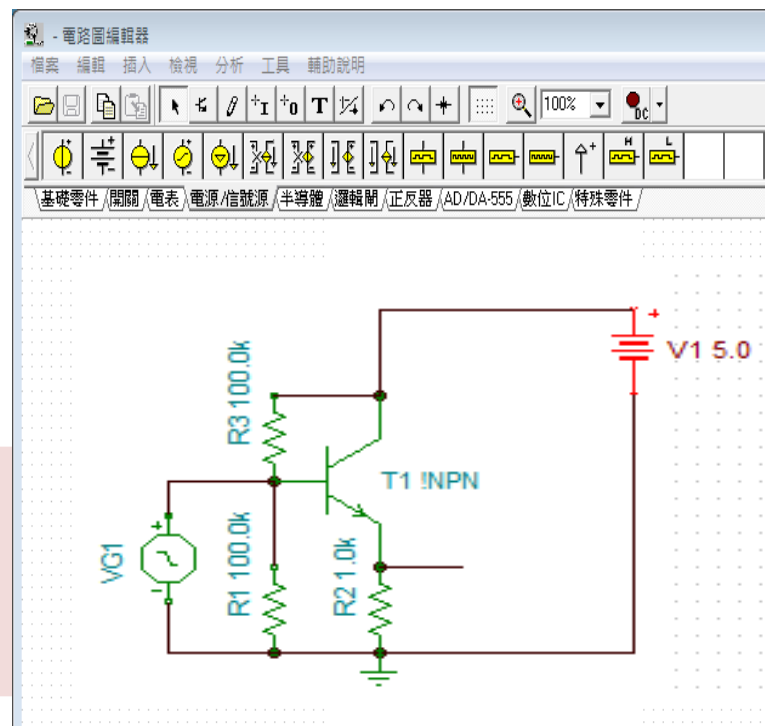 - 電路圖編輯器
檔案 編輯 插入 檢視 分析 工具 輔助說明
+I +0 T 100% DC
+ H L
基礎零件 開關 電表 電源/信號源 半導體 邏輯閘 正反器 AD/DA-555 數位IC 特殊零件
+
V1 5.0
R3 100.0k
T1 !NPN
+
VG1
-
R1 100.0k
R2 1.0k